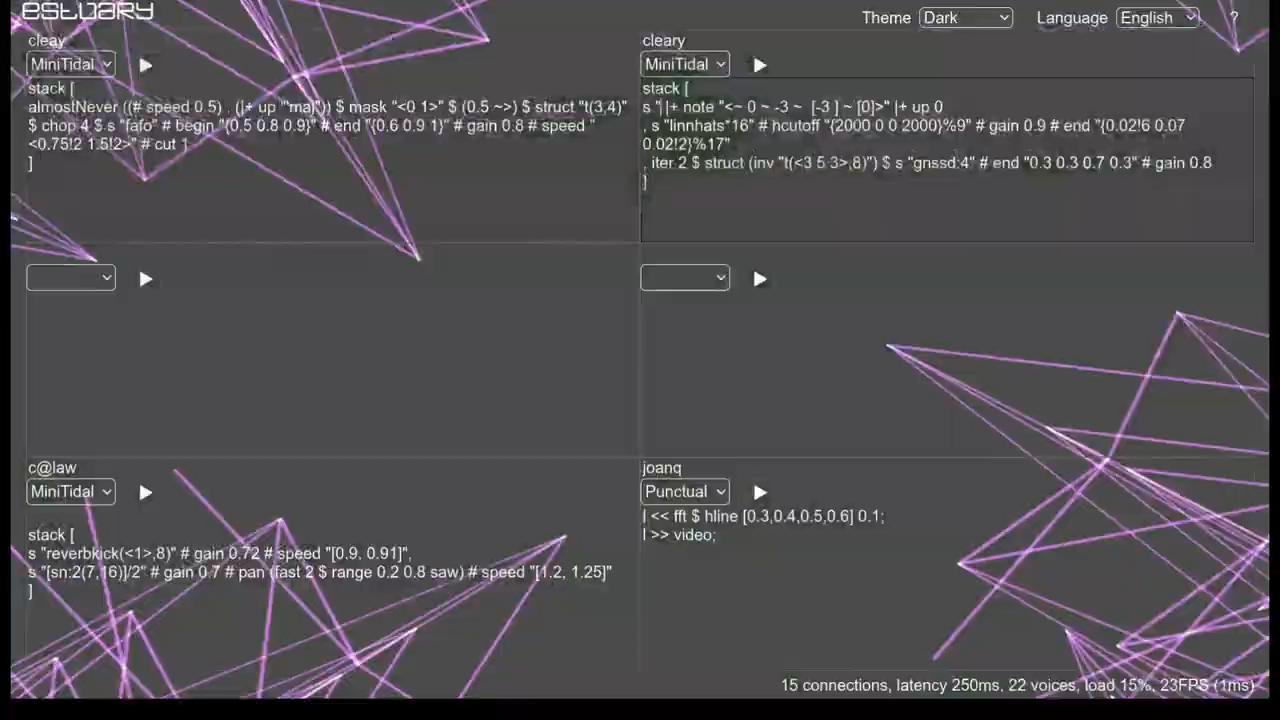 estuary
Theme Dark Language English ?
cleay
MiniTidal
stack [
almostNever ((# speed 0.5) . (|+ up "maj")) $ mask "<0 1>" $ (0.5 ~>) $ struct "t(3,4)"
$ chop 4 $ s "fafo" # begin "{0.5 0.8 0.9}" # end "{0.6 0.9 1}" # gain 0.8 # speed "
<0.75!2 1.5!2>" # cut 1
]
cleary
MiniTidal
stack [
s " |+ note "<~ 0 ~ -3 ~ [-3 ] ~ [0]>" |+ up 0
, s "linnhats*16" # hcutoff "{2000 0 0 2000}%9" # gain 0.9 # end "{0.02!6 0.07
0.02!2}%17"
, iter 2 $ struct (inv "t(<3 5 3>,8)") $ s "gnssd:4" # end "0.3 0.3 0.7 0.3" # gain 0.8
]
c@law
MiniTidal
stack [
s "reverbkick(<1>,8)" # gain 0.72 # speed "[0.9, 0.91]",
s "[sn:2(7,16)]/2" # gain 0.7 # pan (fast 2 $ range 0.2 0.8 saw) # speed "[1.2, 1.25]"
]
joanq
Punctual
l << fft $ hline [0.3,0.4,0.5,0.6] 0.1;
l >> video;
15 connections, latency 250ms, 22 voices, load 15%, 23FPS (1ms)